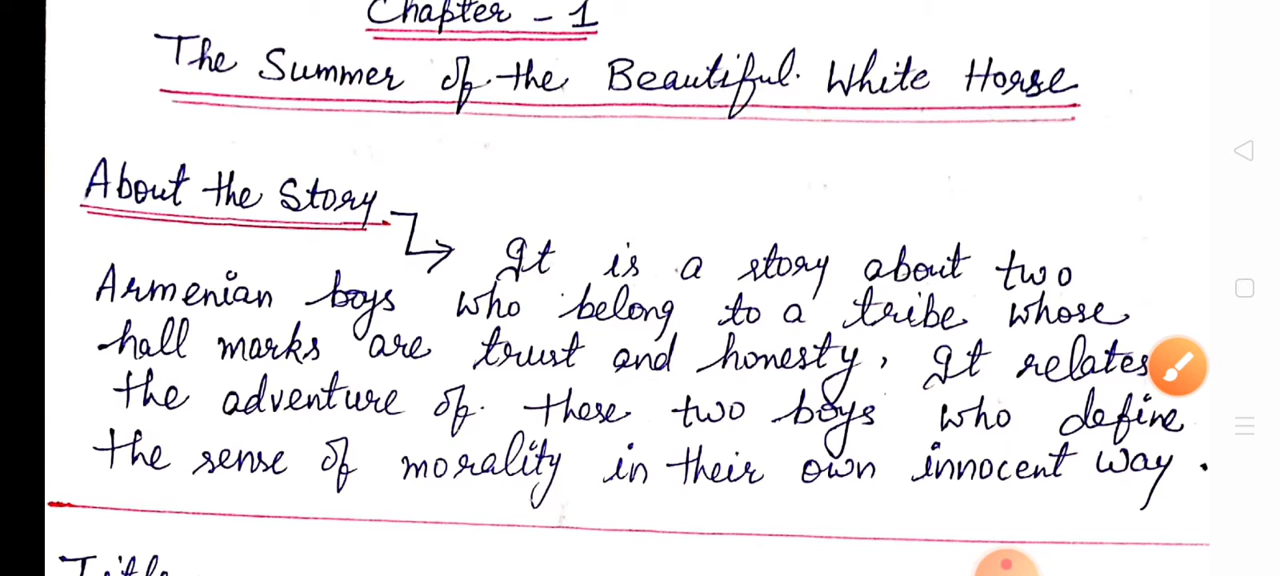 Chapter - 1
The Summer of the Beautiful White Horse
About the Story
It is a story about two
Armenian boys who belong to a tribe whose
hall marks are trust and honesty, It relates
the adventure of these two boys who define
the sense of morality in their own innocent way.
Title